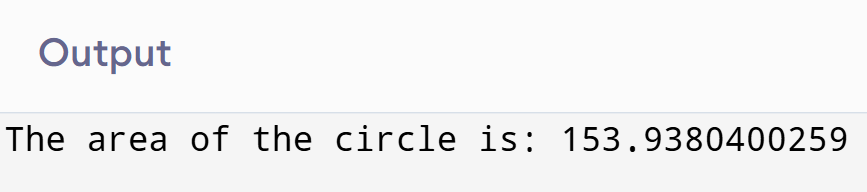 Output
The area of the circle is: 153.9380400259